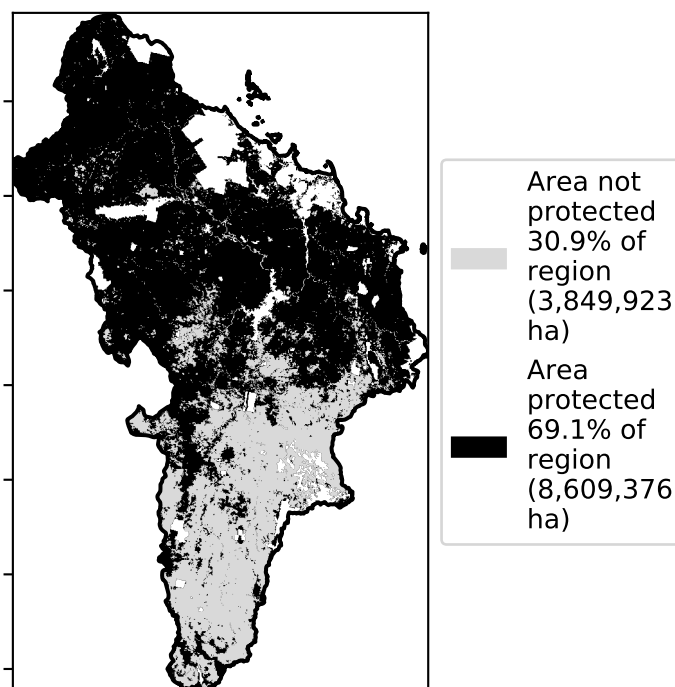 Area not
protected
30.9% of
region
(3,849,923
ha)
Area
protected
69.1% of
region
(8,609,376
ha)